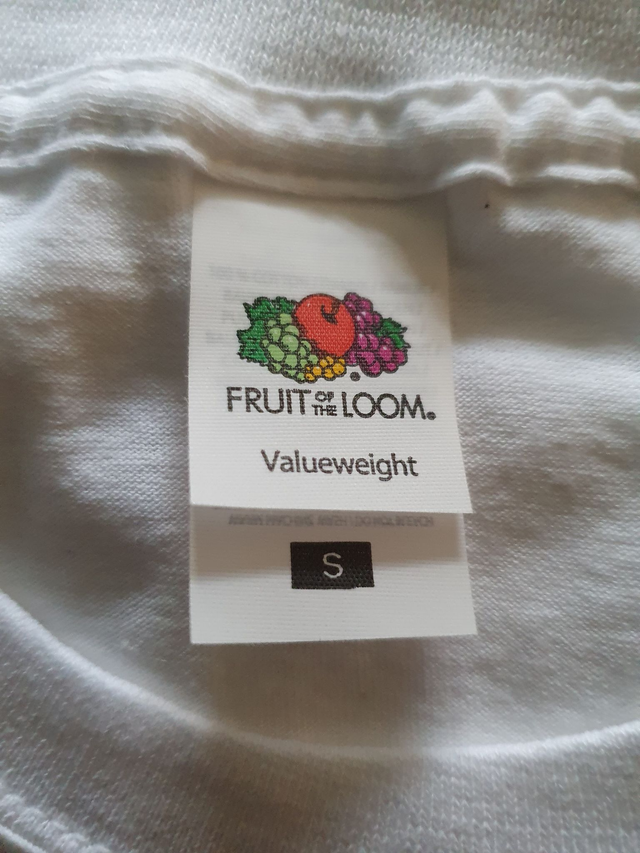 FRUIT OF THE LOOM.
Valueweight
S